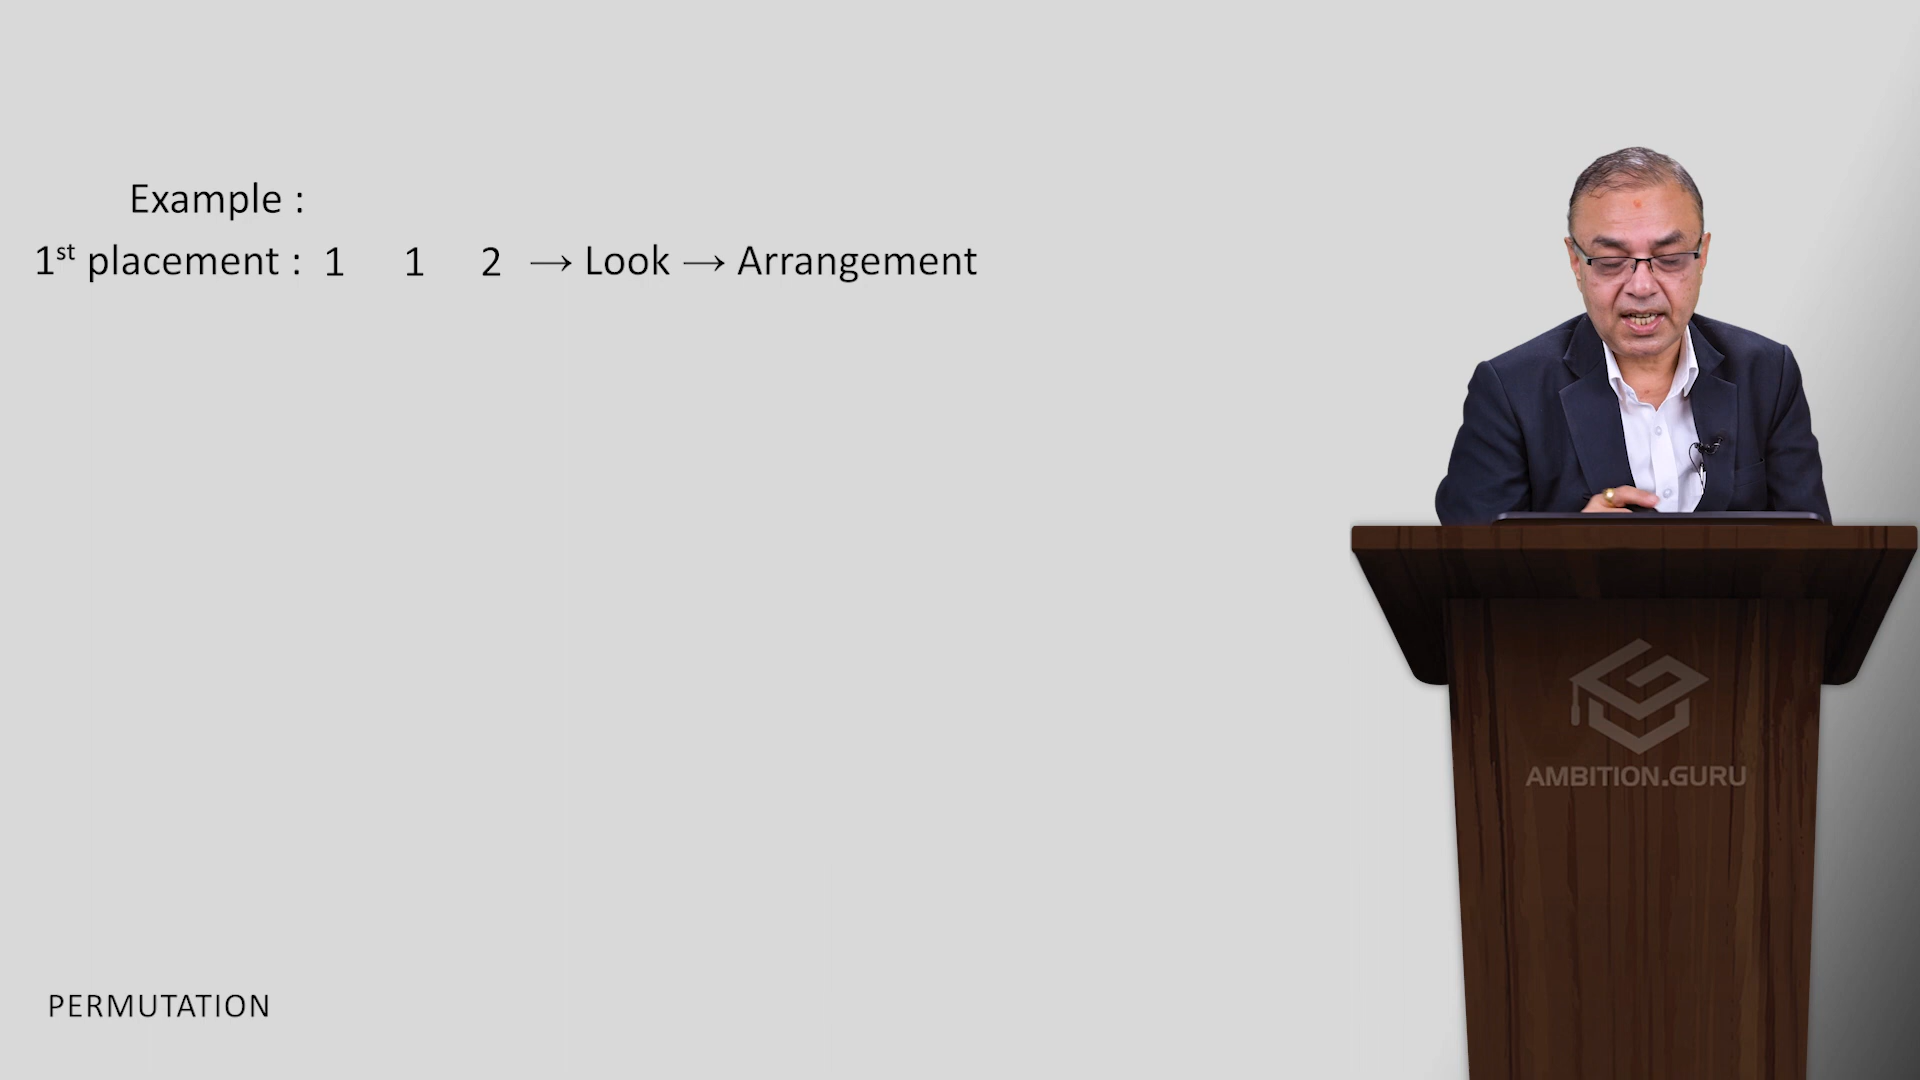 Example :
1st placement : 1 1 2 → Look → Arrangement
AMBITION.GURU
PERMUTATION